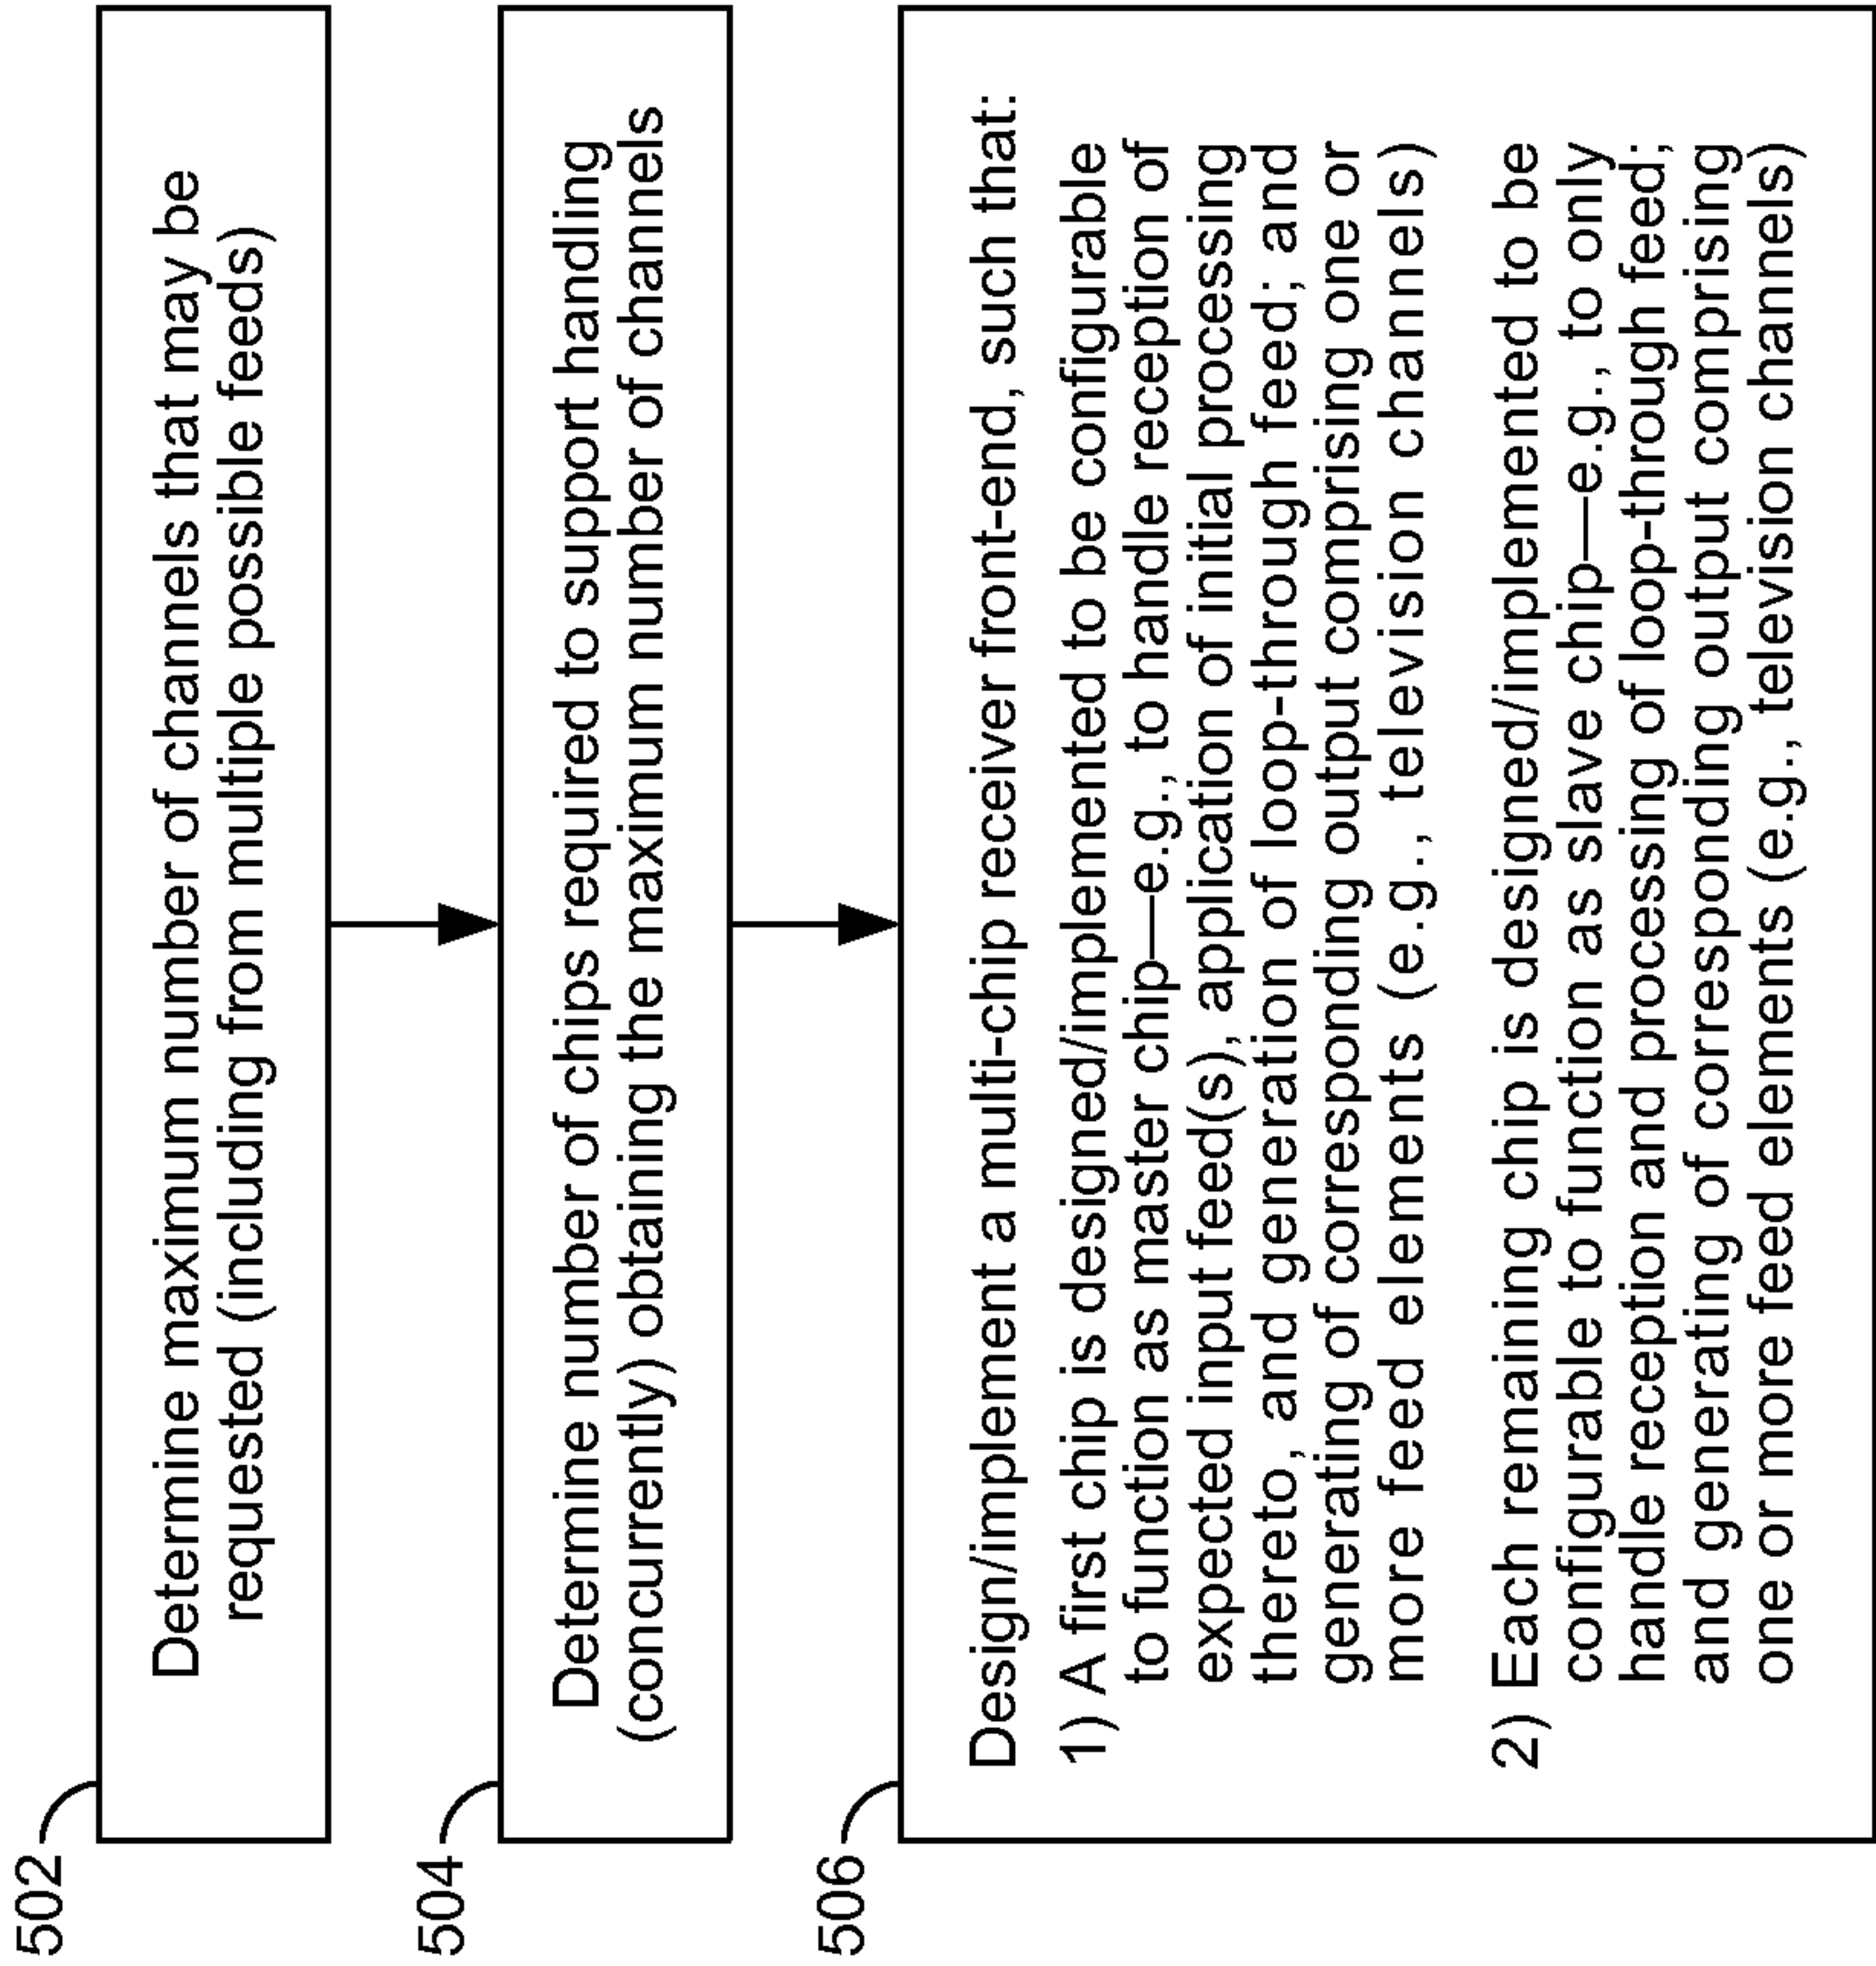 502
Determine maximum number of channels that may be
requested (including from multiple possible feeds)
504
Determine number of chips required to support handling
(concurrently) obtaining the maximum number of channels
506
Design/implement a multi-chip receiver front-end, such that:
1) A first chip is designed/implemented to be configurable
to function as master chip—e.g., to handle reception of
expected input feed(s), application of initial processing
thereto, and generation of loop-through feed; and
generating of corresponding output comprising one or
more feed elements (e.g., television channels)
2) Each remaining chip is designed/implemented to be
configurable to function as slave chip—e.g., to only
handle reception and processing of loop-through feed;
and generating of corresponding output comprising
one or more feed elements (e.g., television channels)